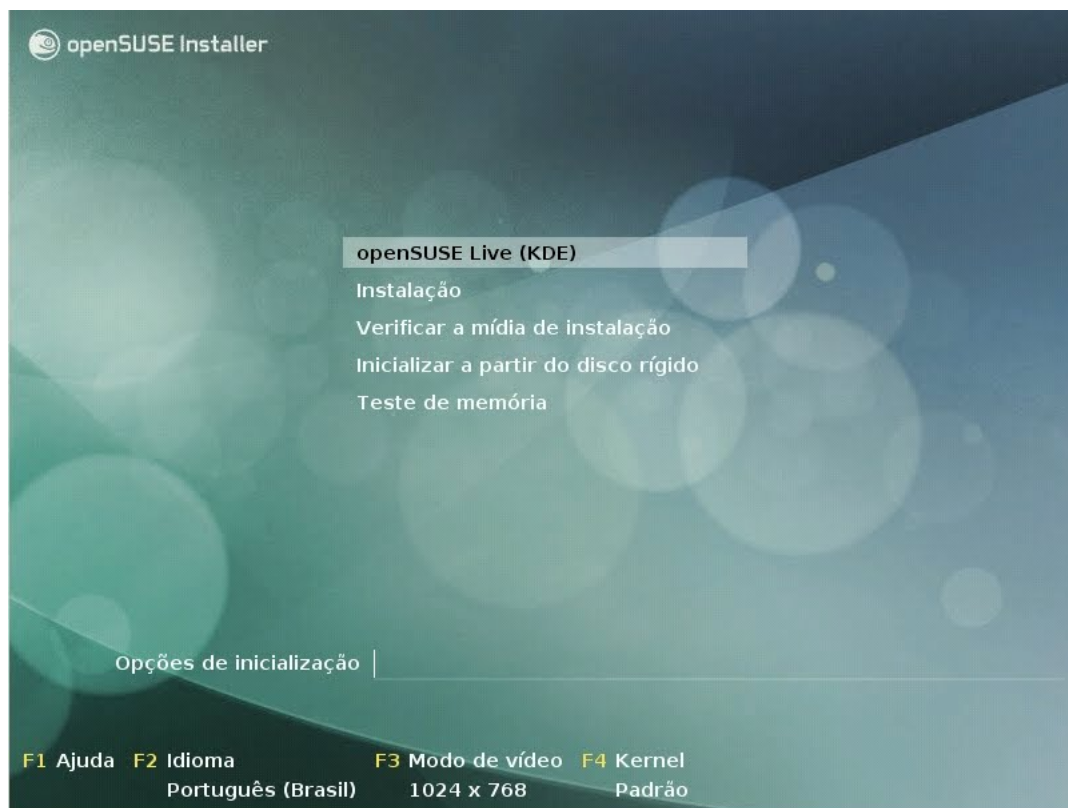 openSUSE Installer
openSUSE Live (KDE)
Instalação
Verificar a mídia de instalação
Inicializar a partir do disco rígido
Teste de memória
Opções de inicialização
F1 Ajuda F2 Idioma F3 Modo de vídeo F4 Kernel
Português (Brasil) 1024 x 768 Padrão